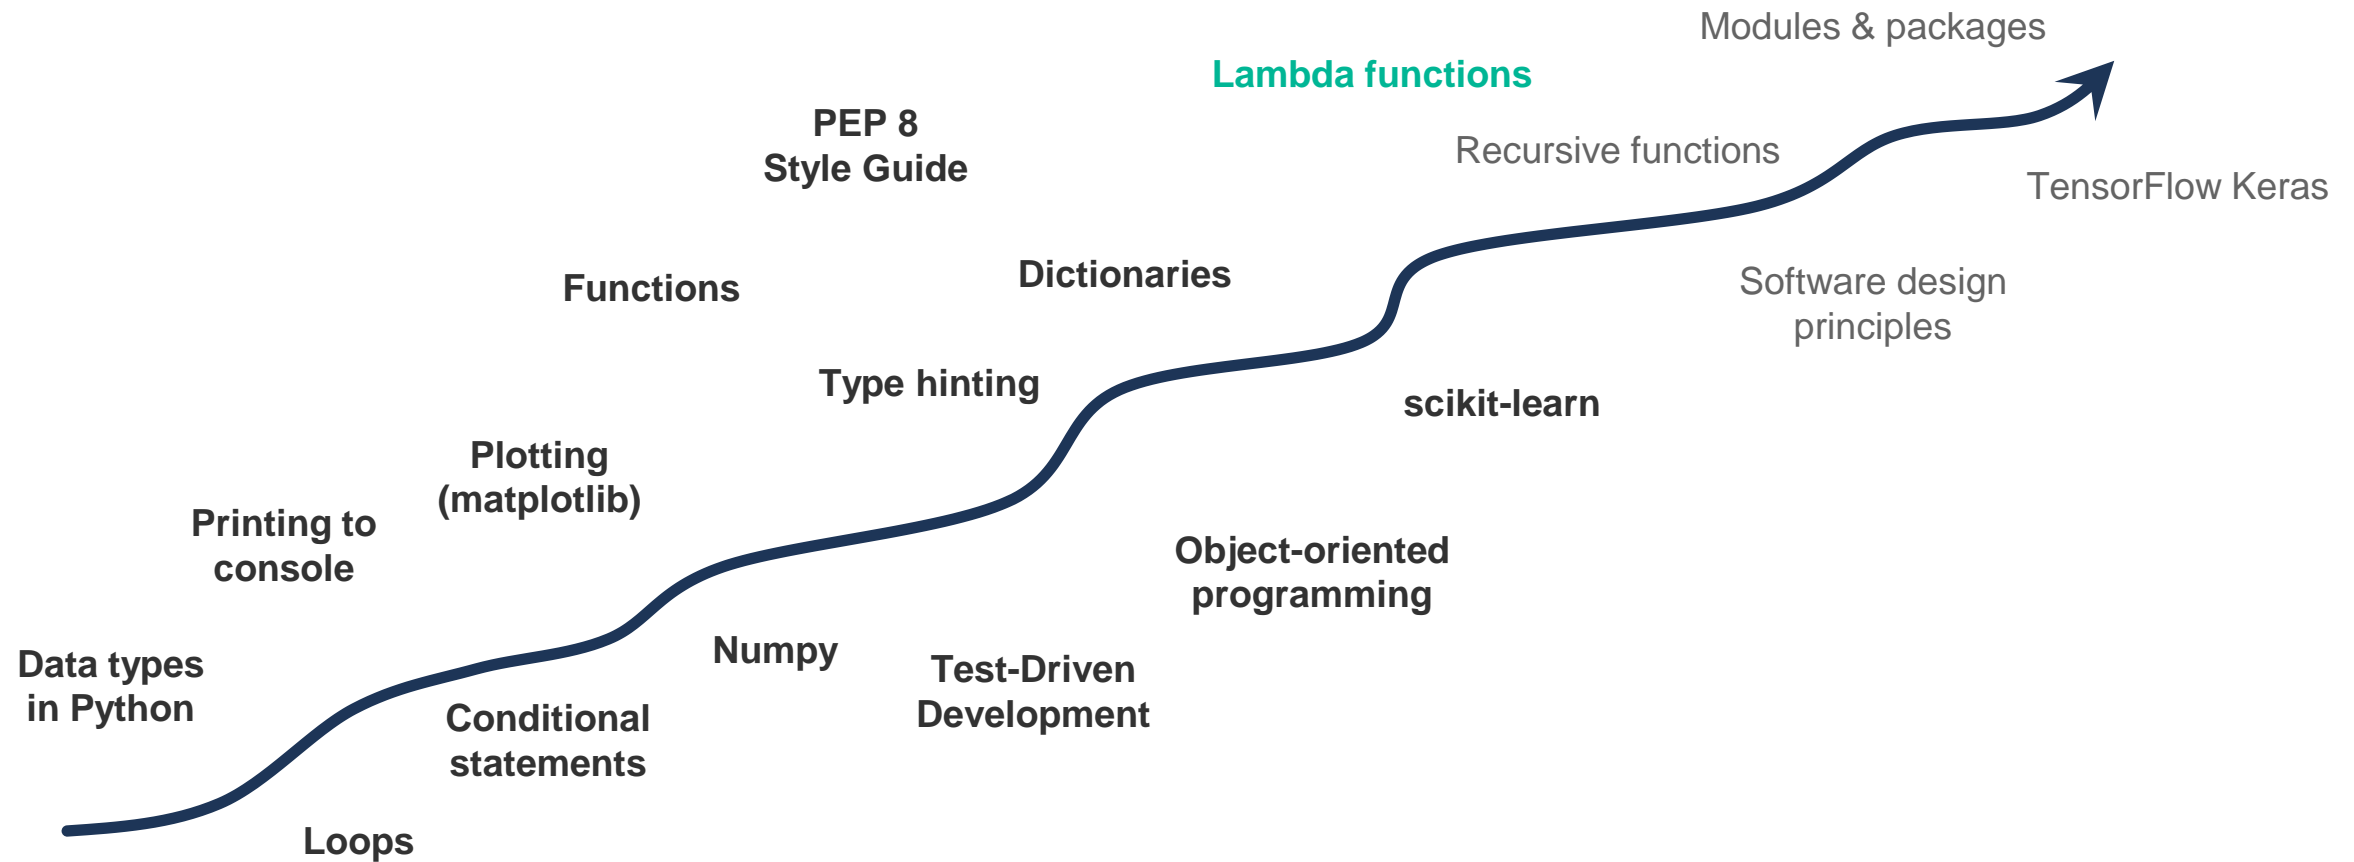 Modules & packages
Lambda functions
PEP 8
Style Guide
Recursive functions
TensorFlow Keras
Functions
Dictionaries
Software design
principles
Type hinting
scikit-learn
Plotting
(matplotlib)
Printing to
console
Object-oriented
programming
Numpy
Data types
in Python
Test-Driven
Development
Conditional
statements
Loops